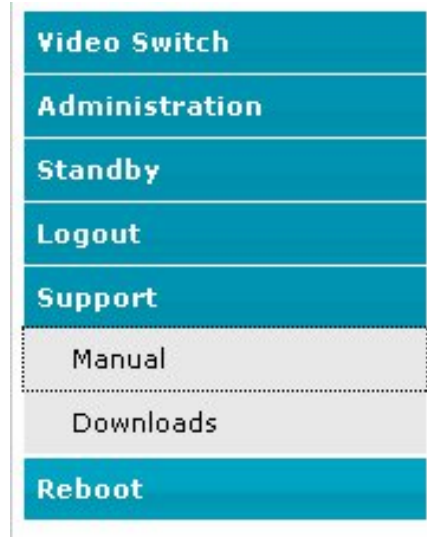 Video Switch
Administration
Standby
Logout
Support
Manual
Downloads
Reboot